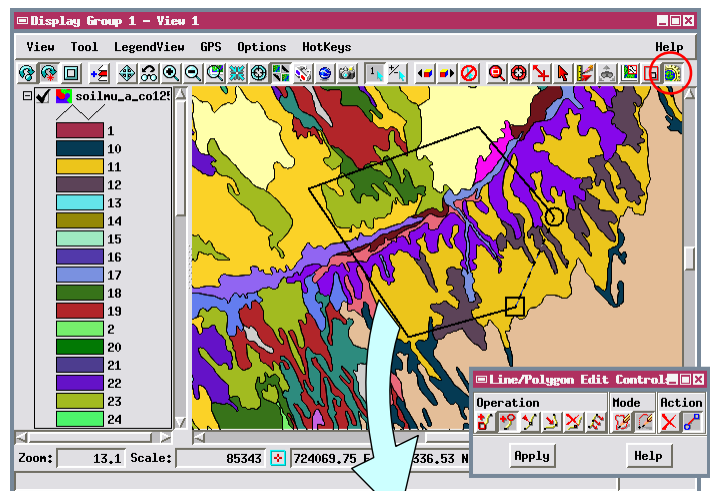 Display Group 1 - View 1
View Tool LegendView GPS Options HotKeys Help
soilmu_a_co125
1
10
11
12
13
14
15
16
17
18
19
2
20
21
22
23
24
Line/Polygon Edit Controls
Operation Mode Action
Apply Help
Zoom: 13.1 Scale: 85343 724069.75 E 336.53 N